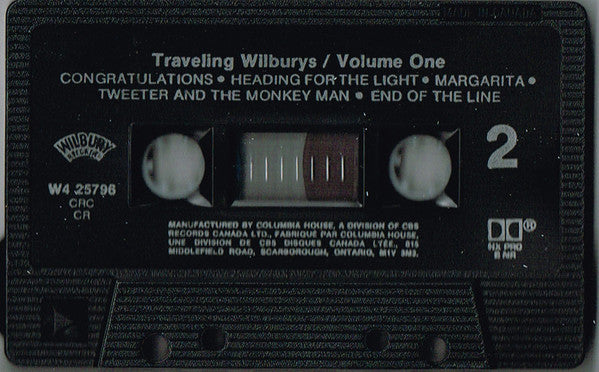 Traveling Wilburys / Volume One
CONGRATULATIONS • HEADING FOR THE LIGHT • MARGARITA •
TWEETER AND THE MONKEY MAN • END OF THE LINE
WILBURY
RECORDS
2
W4 25796
CRC
CR
MANUFACTURED BY COLUMBIA HOUSE, A DIVISION OF CBS
RECORDS CANADA LTD., FABRIQUÉ PAR COLUMBIA HOUSE,
UNE DIVISION DE CBS DISQUES CANADA LTÉE., 815
MIDDLEFIELD ROAD, SCARBOROUGH, ONTARIO, M1Y 3M3.
®
HX PRO
B NR